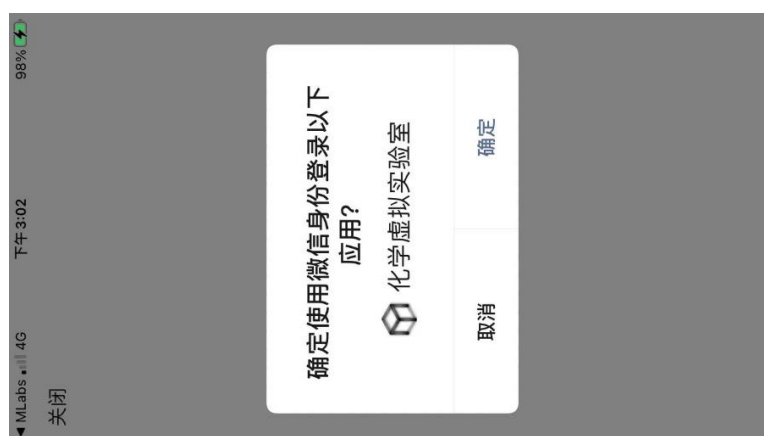 ◀ MLabs 4G 下午3:02 98%
关闭
确定使用微信身份登录以下
应用?
化学虚拟实验室
取消 确定